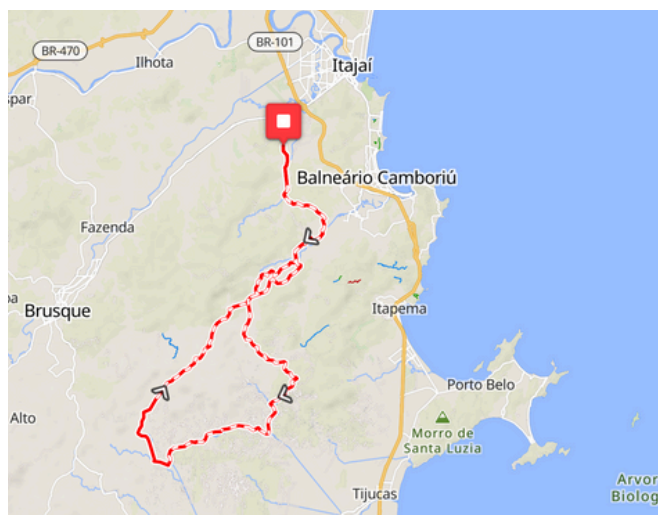 BR-470
Ilhota
BR-101
Itajaí
spar
Balneário Camboriú
Fazenda
Brusque
Itapema
Porto Belo
Alto
Morro de
Santa Luzia
Tijucas
Arvor
Biolog